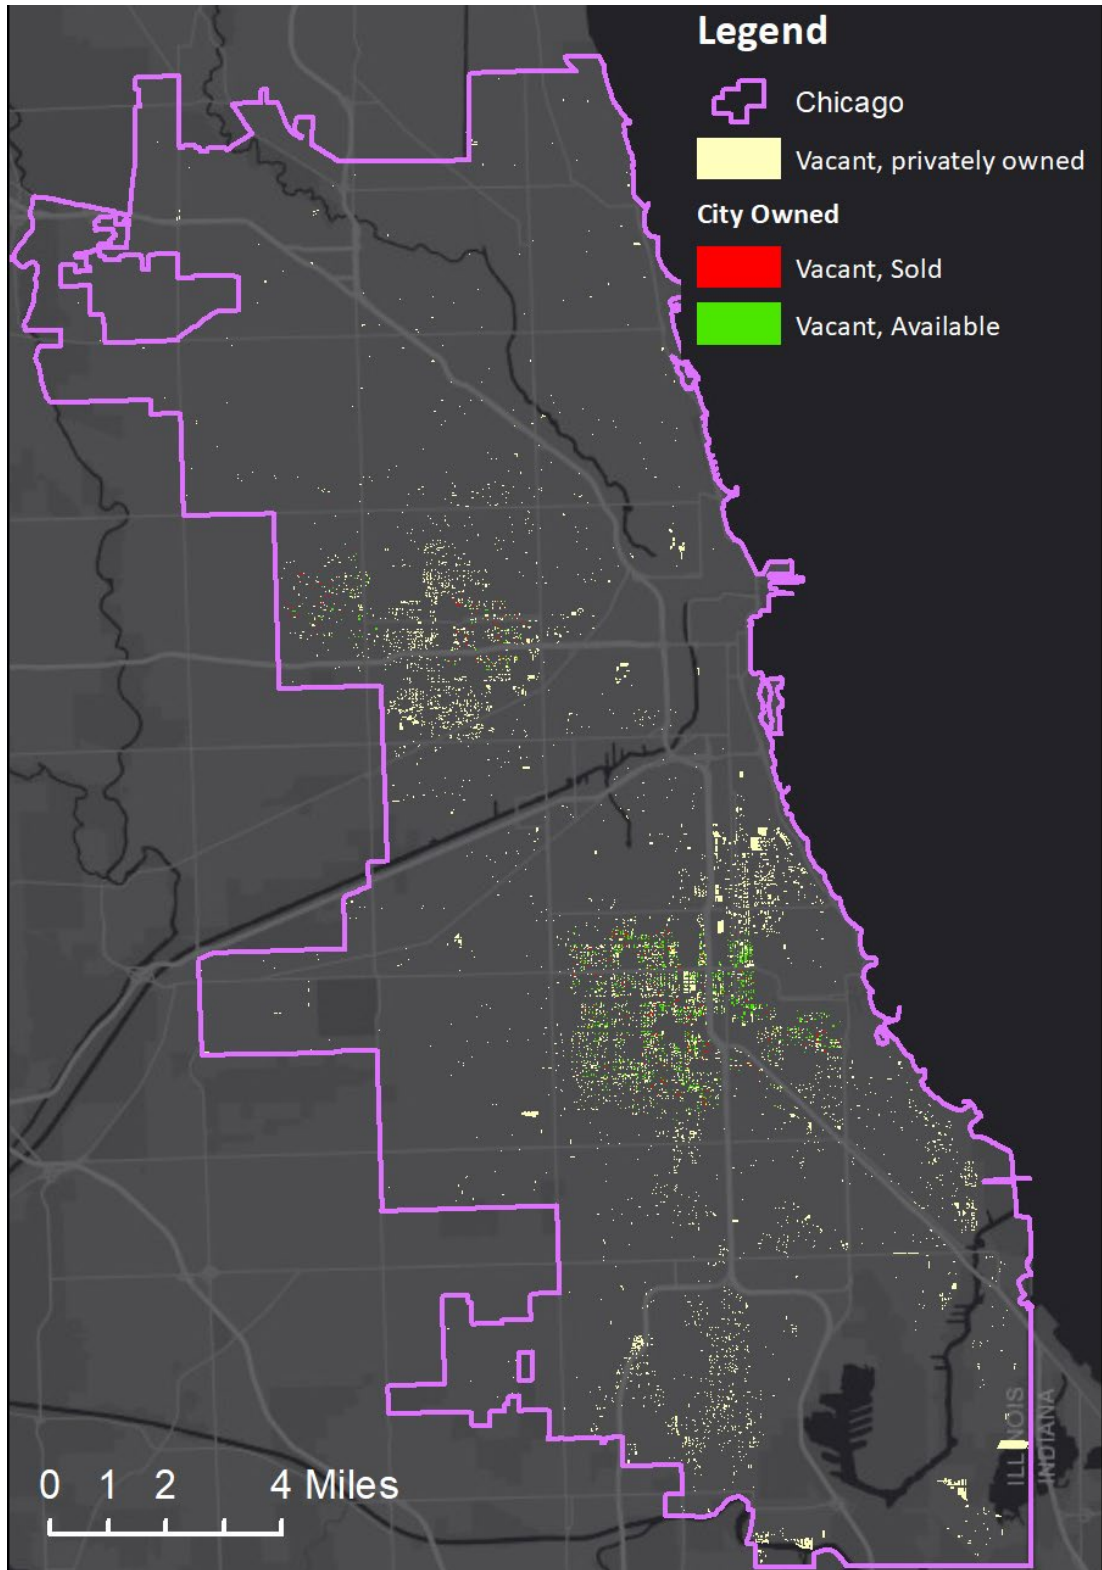 Legend
Chicago
Vacant, privately owned
City Owned
Vacant, Sold
Vacant, Available
ILLINOIS
INDIANA
0 1 2 4 Miles